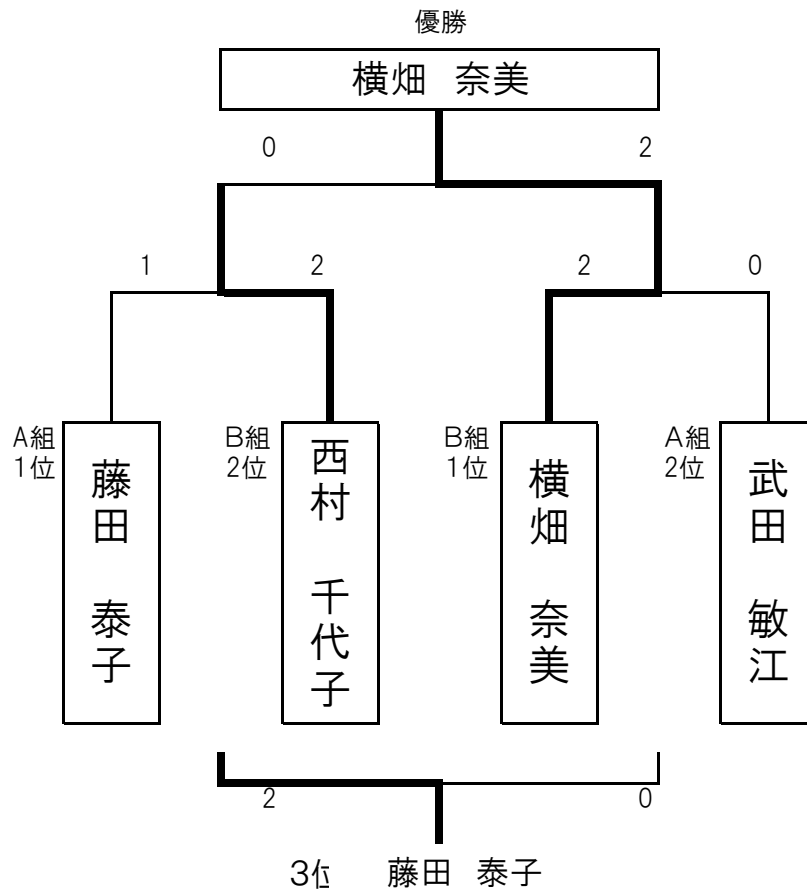 優勝
横畑 奈美
0 2
1 2 2 0
A組
1位
藤田 泰子
B組
2位
西村 千代子
B組
1位
横畑 奈美
A組
2位
武田 敏江
2 0
3位 藤田 泰子